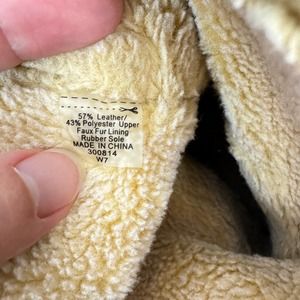 57% Leather/
43% Polyester Upper
Faux Fur Lining
Rubber Sole
MADE IN CHINA
300814
W7